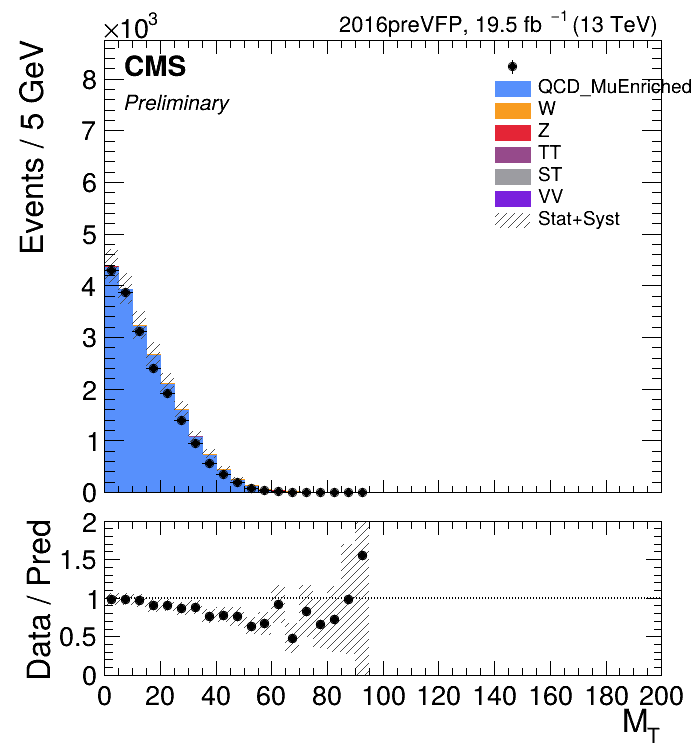 ×10³ 2016preVFP, 19.5 fb⁻¹ (13 TeV)
CMS
Preliminary
QCD_MuEnriched
W
Z
TT
ST
VV
Stat+Syst
Events / 5 GeV
8
7
6
5
4
3
2
1
0
Data / Pred
2
1.5
1
0.5
0
0 20 40 60 80 100 120 140 160 180 200
M_T